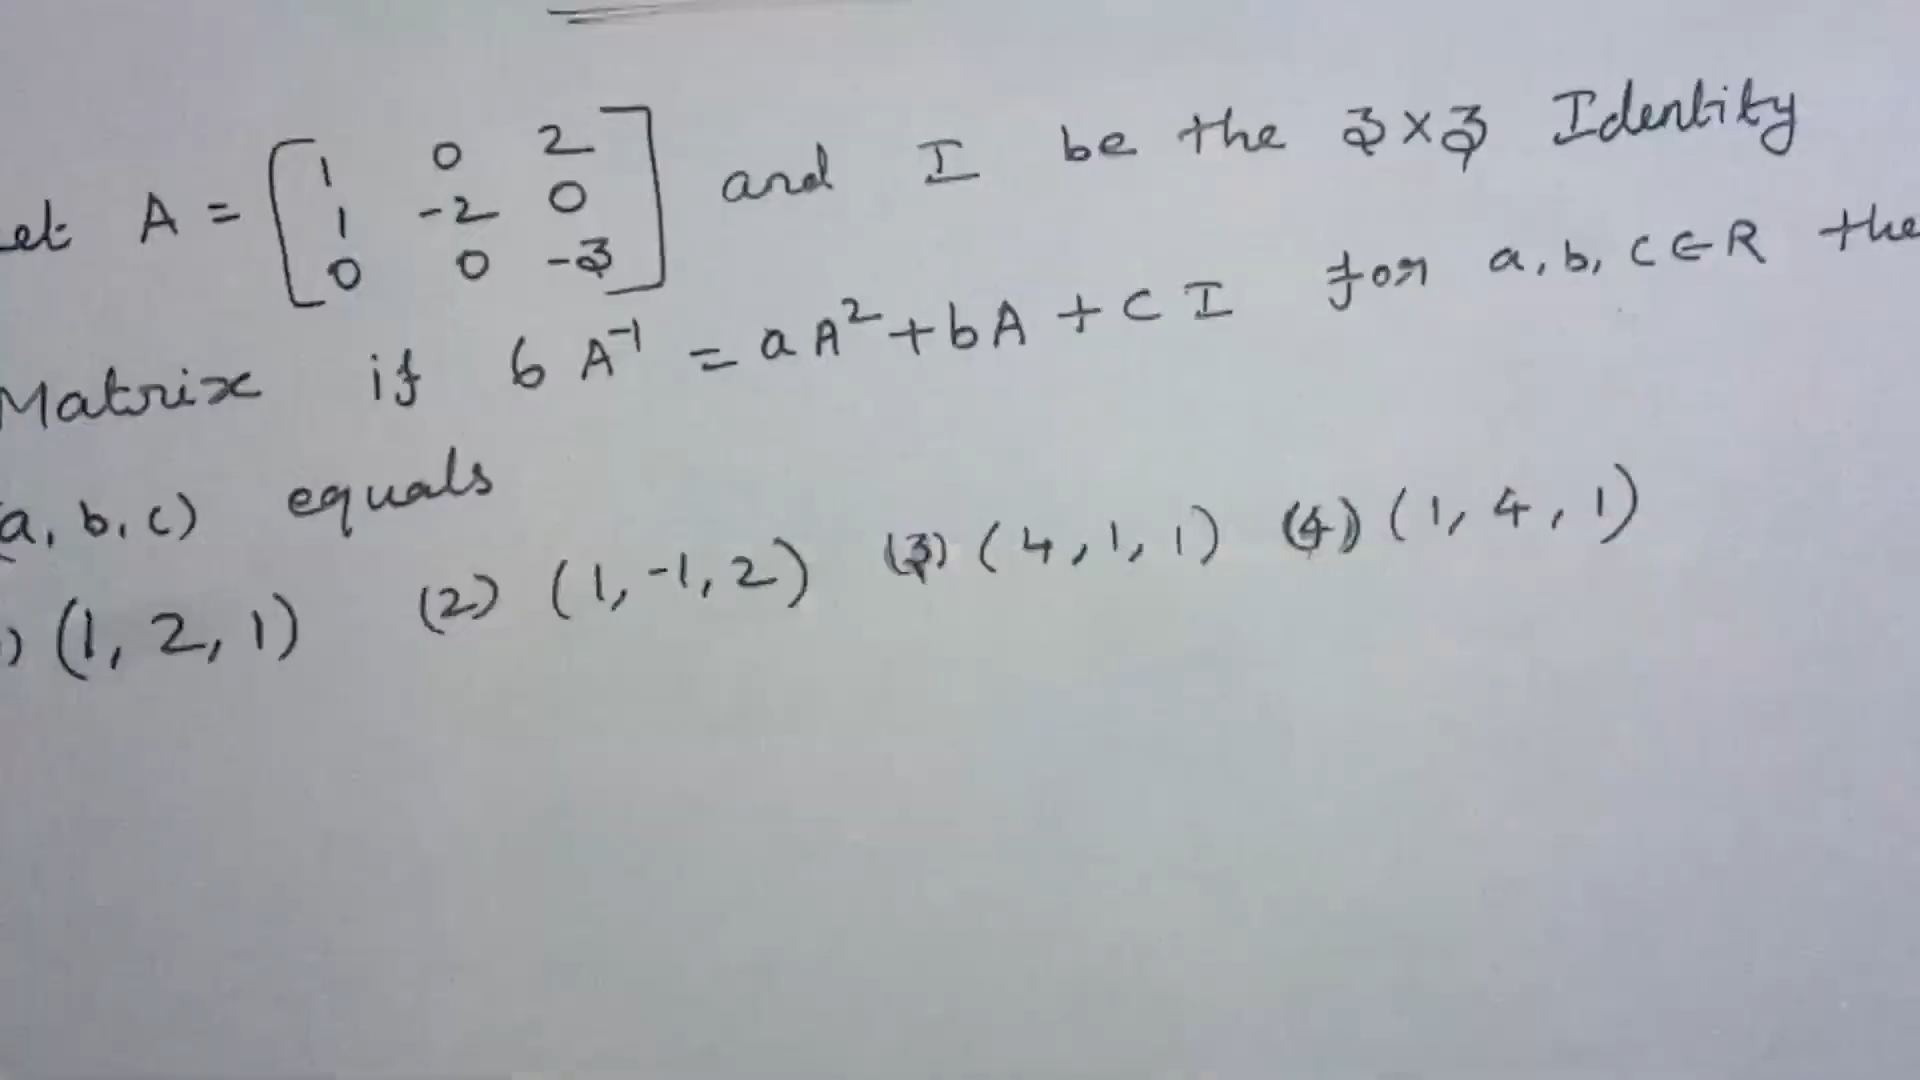 et A = [ 1 0 2
1 -2 0
0 0 -3 ] and I be the 3×3 Identity
Matrix if 6 A⁻¹ = a A² + b A + c I for a, b, c ∈ R the
a, b, c) equals
) (1, 2, 1) (2) (1, -1, 2) (3) (4, 1, 1) (4) (1, 4, 1)